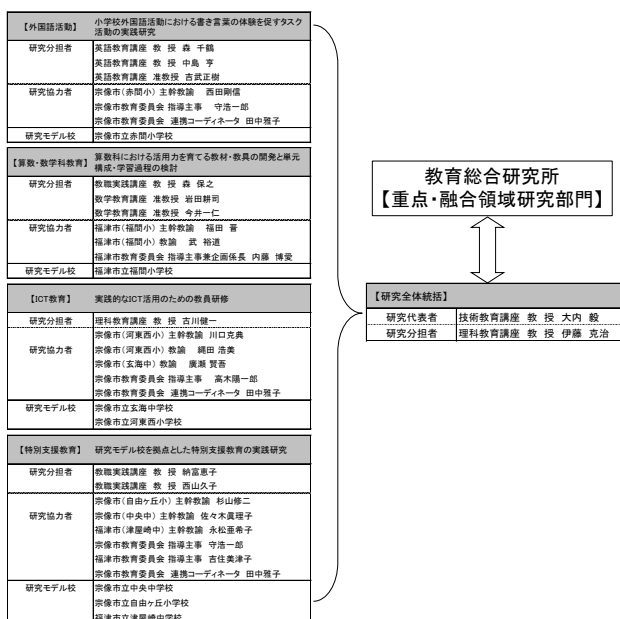 【外国語活動】 小学校外国語活動における書き言葉の体験を促すタスク
活動の実践研究
研究分担者 英語教育講座 教 授 森 千鶴
英語教育講座 教 授 中島 亨
英語教育講座 准教授 吉武正樹
研究協力者 宗像市(赤間小) 主幹教諭 西田剛信
宗像市教育委員会 指導主事 守浩一郎
宗像市教育委員会 連携コーディネータ 田中雅子
研究モデル校 宗像市立赤間小学校
【算数・数学科教育】 算数科における活用力を育てる教材・教具の開発と単元
構成・学習過程の検討
研究分担者 教職実践講座 教 授 森 保之
数学教育講座 准教授 岩田耕司
数学教育講座 准教授 今井一仁
研究協力者 福津市(福間小) 主幹教諭 福田 晋
福津市(福間小) 教諭 武 裕道
福津市教育委員会 指導主事兼企画係長 内藤 博愛
研究モデル校 福津市立福間小学校
【ICT教育】 実践的なICT活用のための教員研修
研究分担者 理科教育講座 教 授 古川健一
宗像市(河東西小) 主幹教諭 川口克典
研究協力者 宗像市(河東西小) 教諭 縄田 浩美
宗像市(玄海中) 教諭 廣瀬 賢吾
宗像市教育委員会 指導主事 高木陽一郎
宗像市教育委員会 連携コーディネータ 田中雅子
研究モデル校 宗像市立玄海中学校
宗像市立河東西小学校
【特別支援教育】 研究モデル校を拠点とした特別支援教育の実践研究
研究分担者 教職実践講座 教 授 納富恵子
教職実践講座 教 授 西山久子
宗像市(自由ヶ丘小) 主幹教諭 杉山修二
研究協力者 宗像市(中央中) 主幹教諭 佐々木眞理子
福津市(津屋崎中) 主幹教諭 永松亜希子
宗像市教育委員会 指導主事 守浩一郎
福津市教育委員会 指導主事 吉住美津子
宗像市教育委員会 連携コーディネータ 田中雅子
研究モデル校 宗像市立中央中学校
宗像市立自由ヶ丘小学校
福津市立津屋崎中学校
教育総合研究所
【重点・融合領域研究部門】
【研究全体統括】
研究代表者 技術教育講座 教 授 大内 毅
研究分担者 理科教育講座 教 授 伊藤 克治